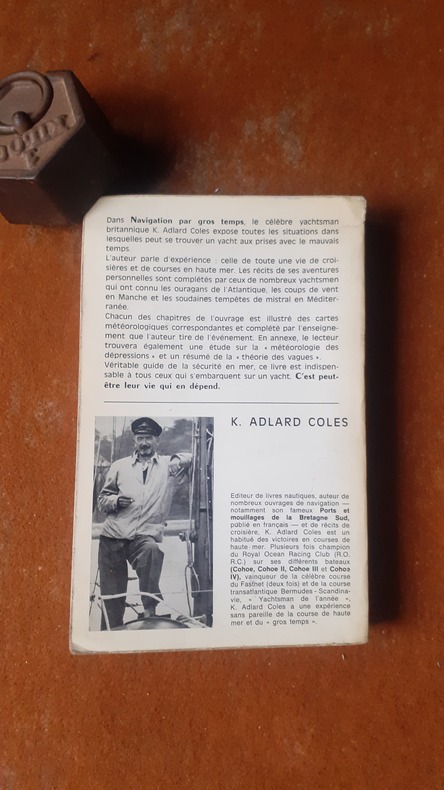 Dans Navigation par gros temps, le célèbre yachtsman
britannique K. Adlard Coles expose toutes les situations dans
lesquelles peut se trouver un yacht aux prises avec le mauvais
temps.
L'auteur parle d'expérience : celle de toute une vie de croi-
sières et de courses en haute mer. Les récits de ses aventures
personnelles sont complétés par ceux de nombreux yachtsmen
qui ont connu les ouragans de l'Atlantique, les coups de vent
en Manche et les soudaines tempêtes de mistral en Méditer-
ranée.
Chacun des chapitres de l'ouvrage est illustré des cartes
météorologiques correspondantes et complété par l'enseigne-
ment que l'auteur tire de l'événement. En annexe, le lecteur
trouvera également une étude sur la « météorologie des
dépressions » et un résumé de la « théorie des vagues ».
Véritable guide de la sécurité en mer, ce livre est indispen-
sable à tous ceux qui s'embarquent sur un yacht. C'est peut-
être leur vie qui en dépend.
K. ADLARD COLES
Editeur de livres nautiques, auteur de
nombreux ouvrages de navigation —
notamment son fameux Ports et
mouillages de la Bretagne Sud,
publié en français — et de récits de
croisière, K. Adlard Coles est un
habitué des victoires en courses de
haute mer. Plusieurs fois champion
du Royal Ocean Racing Club (R.O.
R.C.) sur ses différents bateaux
(Cohoe, Cohoe II, Cohoe III et Cohoe
IV), vainqueur de la célèbre course
du Fasthet (deux fois) et de la course
transatlantique Bermudes - Scandina-
vie, « Yachtsman de l'année »,
K. Adlard Coles a une expérience
sans pareille de la course de haute
mer et du « gros temps ».